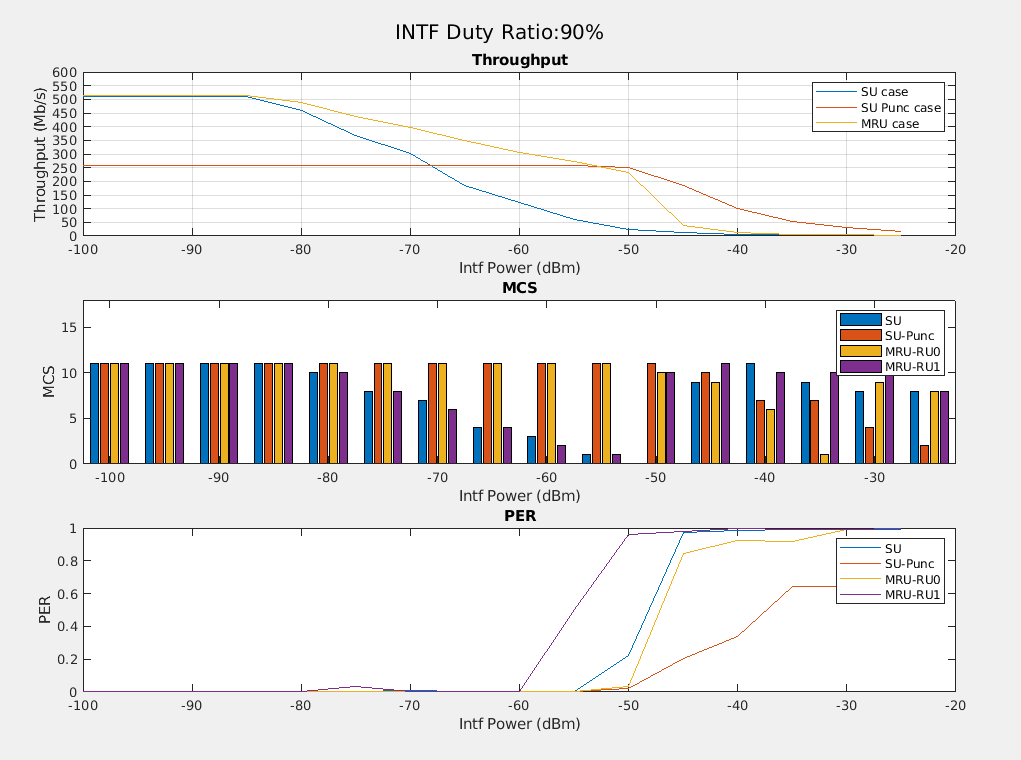 INTF Duty Ratio:90%
Throughput
600
550
500
450
400
350
300
250
200
150
100
50
0
Throughput (Mb/s)
SU case
SU Punc case
MRU case
-100 -90 -80 -70 -60 -50 -40 -30 -20
Intf Power (dBm)
MCS
15
10
5
0
MCS
SU
SU-Punc
MRU-RU0
MRU-RU1
-100 -90 -80 -70 -60 -50 -40 -30
Intf Power (dBm)
PER
1
0.8
0.6
0.4
0.2
0
PER
SU
SU-Punc
MRU-RU0
MRU-RU1
-100 -90 -80 -70 -60 -50 -40 -30 -20
Intf Power (dBm)